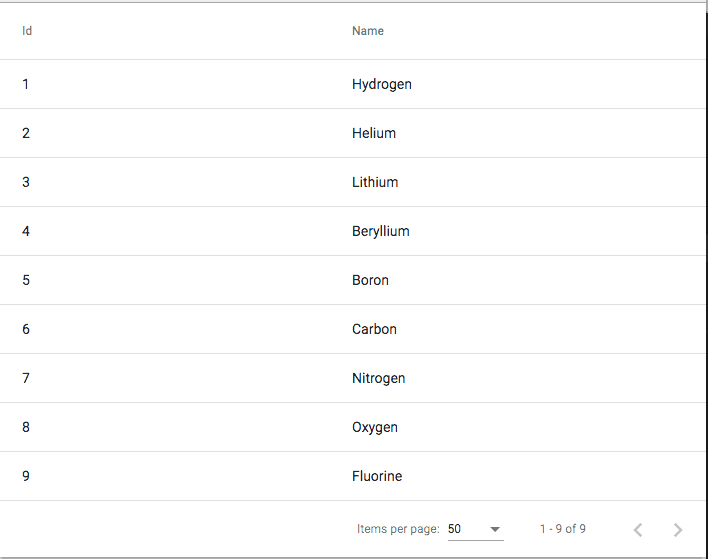 Id Name
1 Hydrogen
2 Helium
3 Lithium
4 Beryllium
5 Boron
6 Carbon
7 Nitrogen
8 Oxygen
9 Fluorine
Items per page: 50 1 - 9 of 9